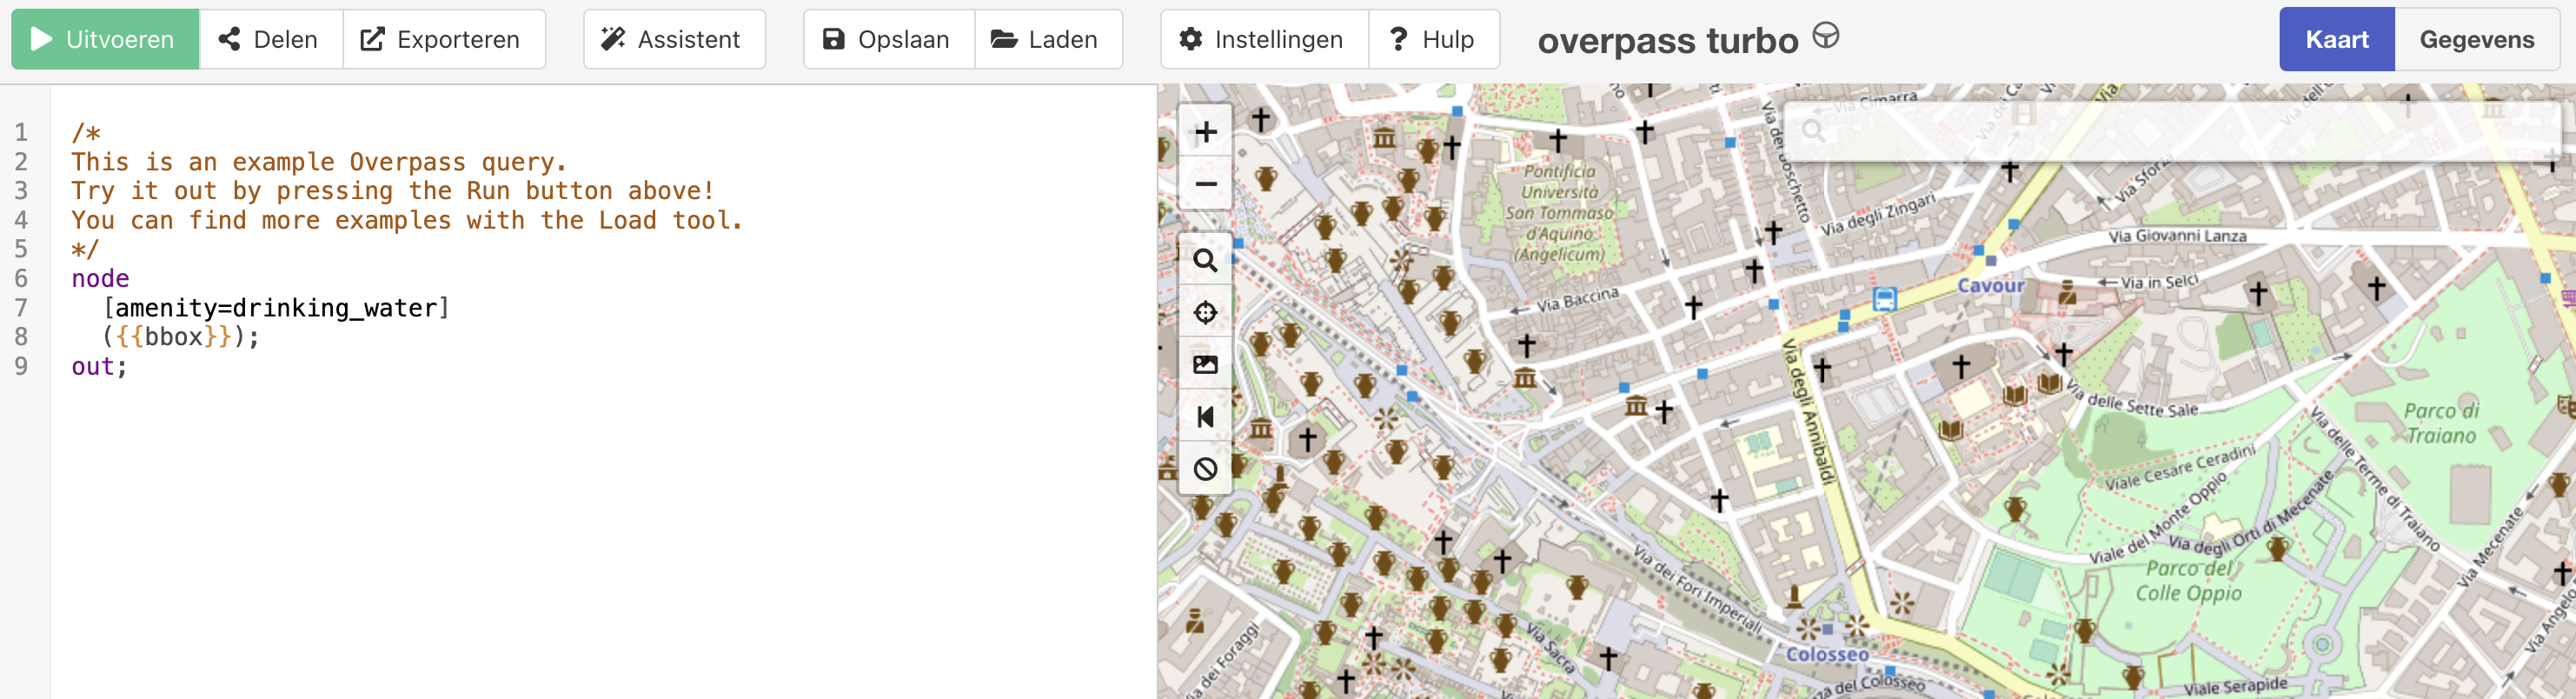 Uitvoeren
Delen
Exporteren
Assistent
Opslaan
Laden
Instellingen
? Hulp
overpass turbo
Kaart
Gegevens
1 /*
2 This is an example Overpass query.
3 Try it out by pressing the Run button above!
4 You can find more examples with the Load tool.
5 */
6 node
7 [amenity=drinking_water]
8 ({{bbox}});
9 out;
+
−
Via Cimarra
Via dei Boschetto
Pontificia
Università
San Tommaso
d'Aquino
(Angelicum)
Via degli Zingari
Via Sforza
Via Giovanni Lanza
Via in Selci
Cavour
Via Baccina
Via degli Annibaldi
Via delle Sette Sale
Parco di
Traiano
Viale Cesare Ceradini
Via delle Terme di Traiano
Viale del Monte Oppio
Via degli Orti di Mecenate
Via Mecenate
Parco del
Colle Oppio
Via dei Fori Imperiali
Via dei Foraggi
Via Sacra
Colosseo
Viale Serapide